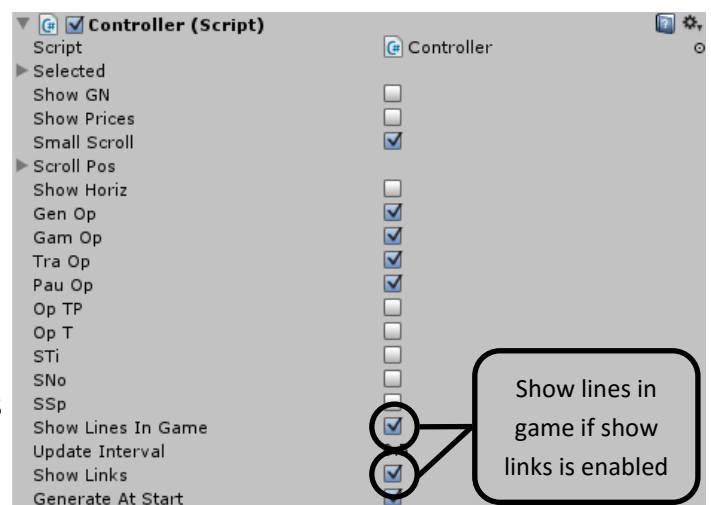 Controller (Script)
Script Controller
Selected
Show GN
Show Prices
Small Scroll
Scroll Pos
Show Horiz
Gen Op
Gam Op
Tra Op
Pau Op
Op TP
Op T
STi
SNo
SSp
Show Lines In Game
Update Interval
Show Links
Generate At Start
Show lines in
game if show
links is enabled